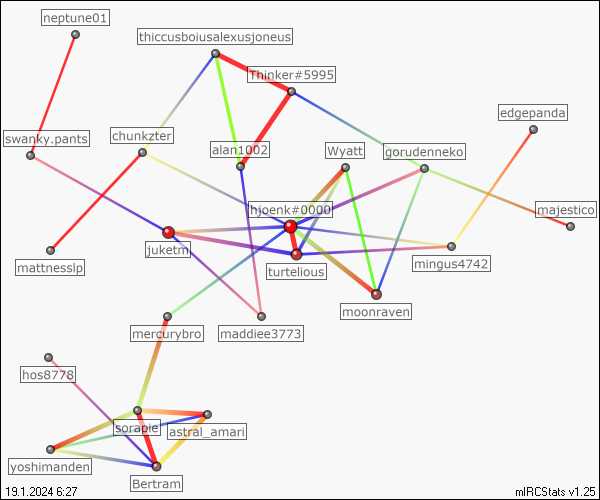 neptune01
thiccusboiusalexusjoneus
Thinker#5995
edgepanda
swanky.pants
chunkzter
alan1002
Wyatt
gorudenneko
hjoenk#0000
majestico
juketm
mattnesslp
turtelious
mingus4742
moonraven
mercurybro
maddiee3773
hos8778
sorapie
astral_amari
yoshimanden
Bertram
19.1.2024 6:27
mIRCStats v1.25